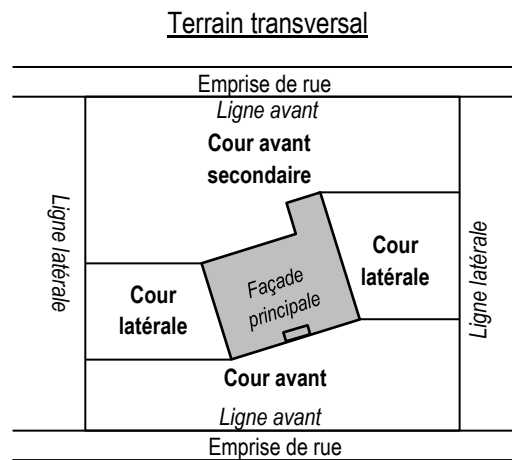 Terrain transversal
Emprise de rue
Ligne avant
Cour avant
secondaire
Ligne latérale
Cour
latérale
Façade
principale
Cour
latérale
Ligne latérale
Cour avant
Ligne avant
Emprise de rue